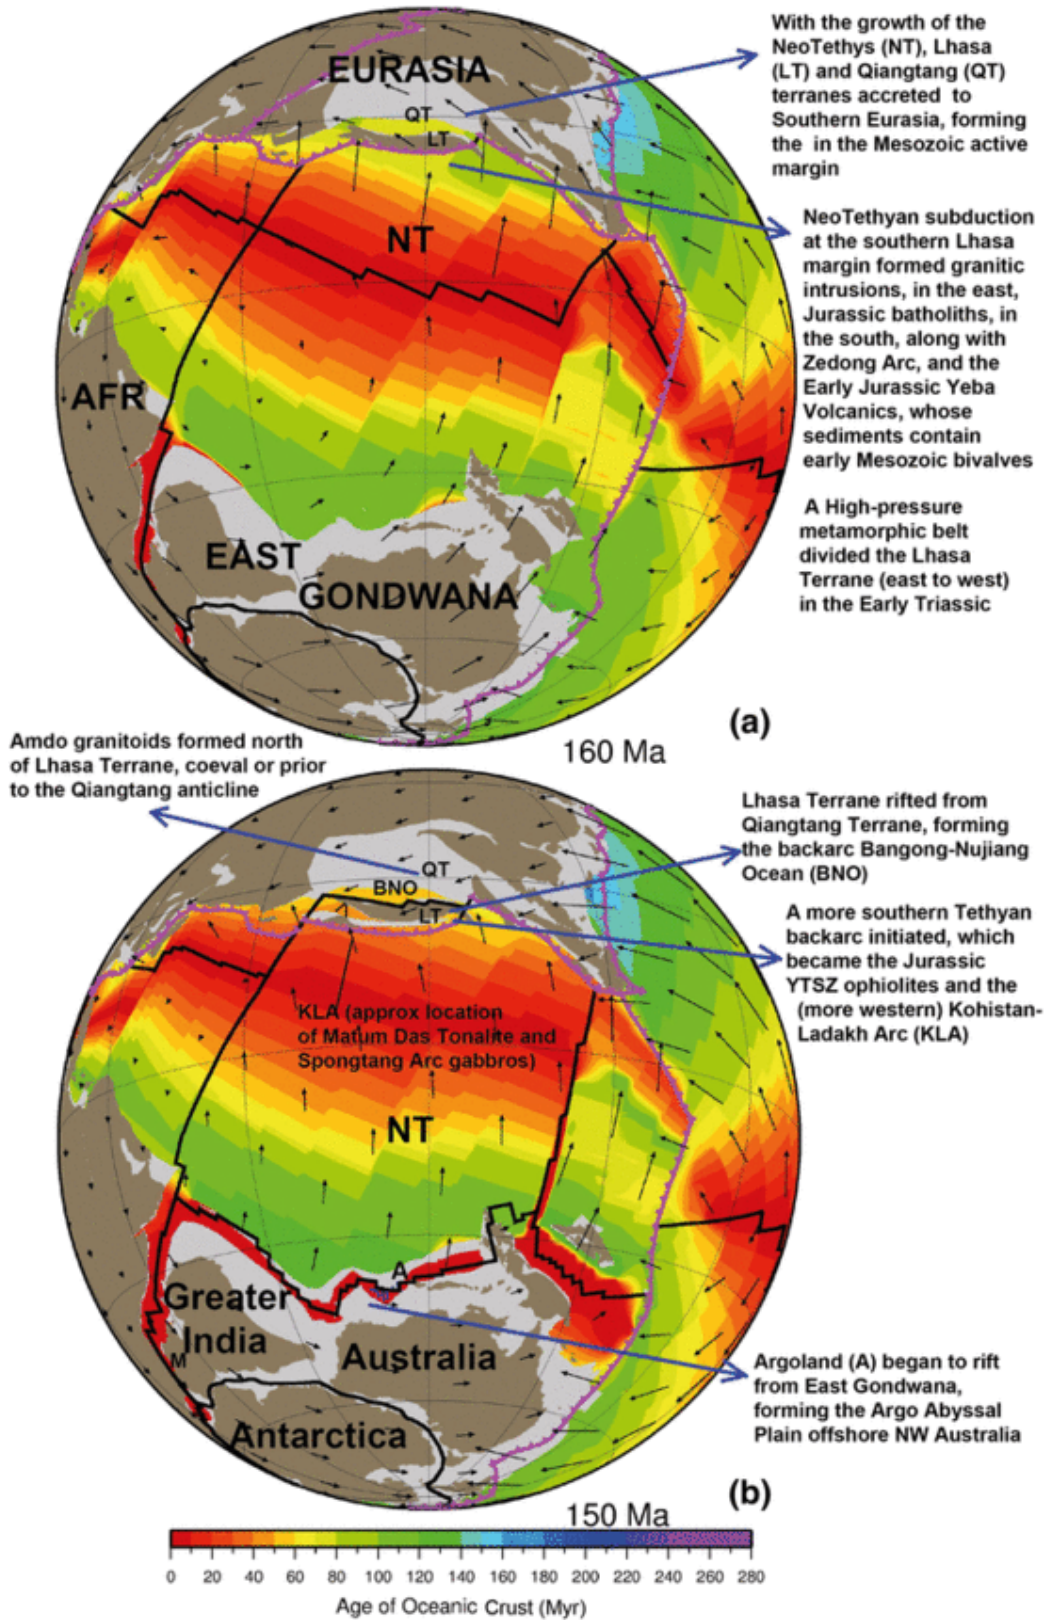 With the growth of the
NeoTethys (NT), Lhasa
(LT) and Qiangtang (QT)
terranes accreted to
Southern Eurasia, forming
the in the Mesozoic active
margin
EURASIA
QT
LT
NeoTethyan subduction
at the southern Lhasa
margin formed granitic
intrusions, in the east,
Jurassic batholiths, in
the south, along with
Zedong Arc, and the
Early Jurassic Yeba
Volcanics, whose
sediments contain
early Mesozoic bivalves
NT
AFR
A High-pressure
metamorphic belt
divided the Lhasa
Terrane (east to west)
in the Early Triassic
EAST
GONDWANA
(a)
160 Ma
Amdo granitoids formed north
of Lhasa Terrane, coeval or prior
to the Qiangtang anticline
Lhasa Terrane rifted from
Qiangtang Terrane, forming
the backarc Bangong-Nujiang
Ocean (BNO)
QT
BNO
LT
A more southern Tethyan
backarc initiated, which
became the Jurassic
YTSZ ophiolites and the
(more western) Kohistan-
Ladakh Arc (KLA)
KLA (approx location
of Matum Das Tonalite and
Spongtang Arc gabbros)
NT
A
Greater
India
M
Australia
Antarctica
Argoland (A) began to rift
from East Gondwana,
forming the Argo Abyssal
Plain offshore NW Australia
(b)
150 Ma
0 20 40 60 80 100 120 140 160 180 200 220 240 260 280
Age of Oceanic Crust (Myr)